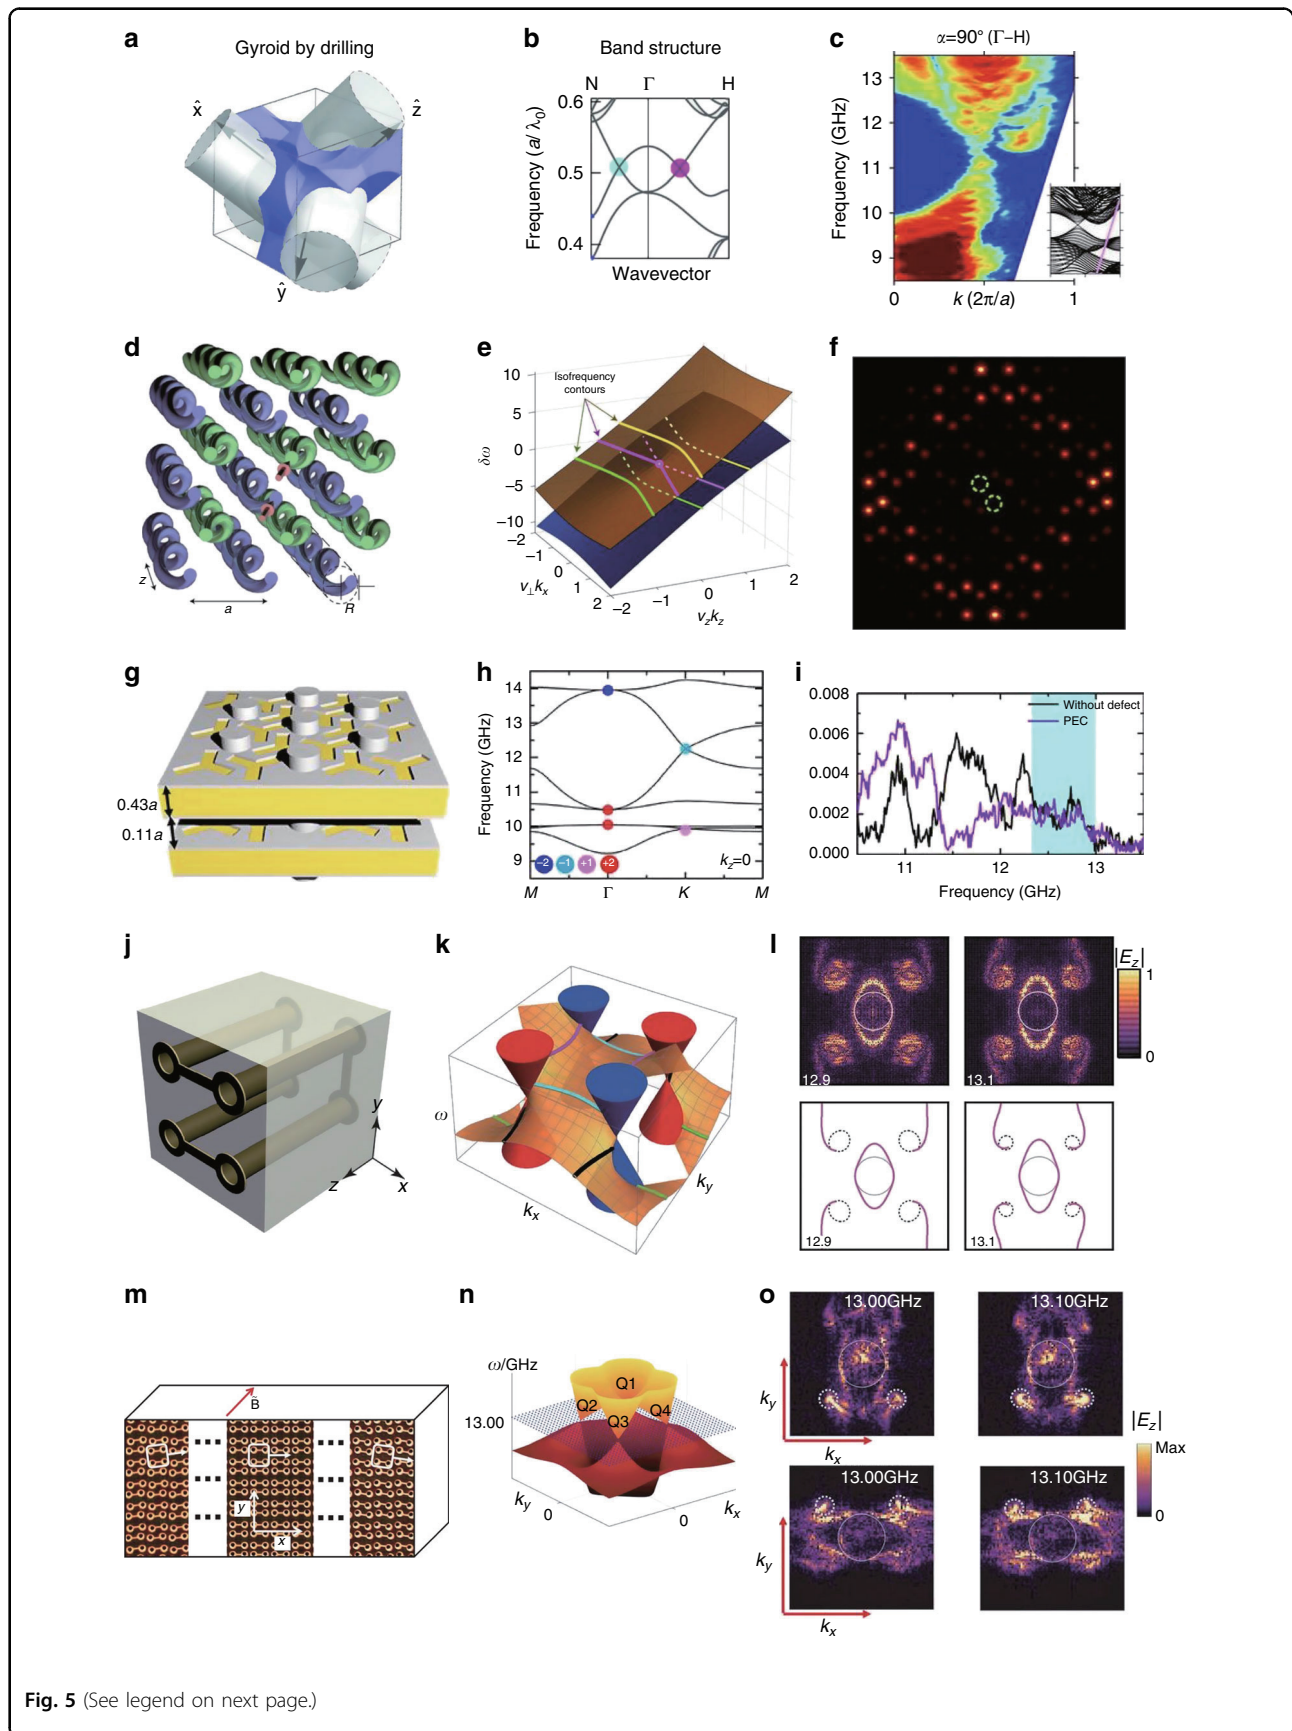 a
Gyroid by drilling
x̂
ẑ
ŷ
b
Band structure
N Γ H
Frequency (a/λ0)
0.6
0.5
0.4
Wavevector
c
α=90° (Γ–H)
Frequency (GHz)
13
12
11
10
9
0 k (2π/a) 1
d
z
a
R
e
Isofrequency
contours
δω
10
5
0
−5
−10
−2
−1
0
1
2
v⊥kx
−2
−1
0
1
2
vzkz
f
g
0.43a
0.11a
h
Frequency (GHz)
14
13
12
11
10
9
−2 −1 +1 +2
kz=0
M Γ K M
i
0.008
0.006
0.004
0.002
0.000
Without defect
PEC
11 12 13
Frequency (GHz)
j
y
z
x
k
ω
kx
ky
l
12.9
13.1
|Ez|
1
0
12.9
13.1
m
B̃
y
x
n
ω/GHz
13.00
Q1
Q2
Q3
Q4
ky
0
0
kx
o
13.00GHz
13.10GHz
ky
kx
|Ez|
Max
0
13.00GHz
13.10GHz
ky
kx
Fig. 5 (See legend on next page.)